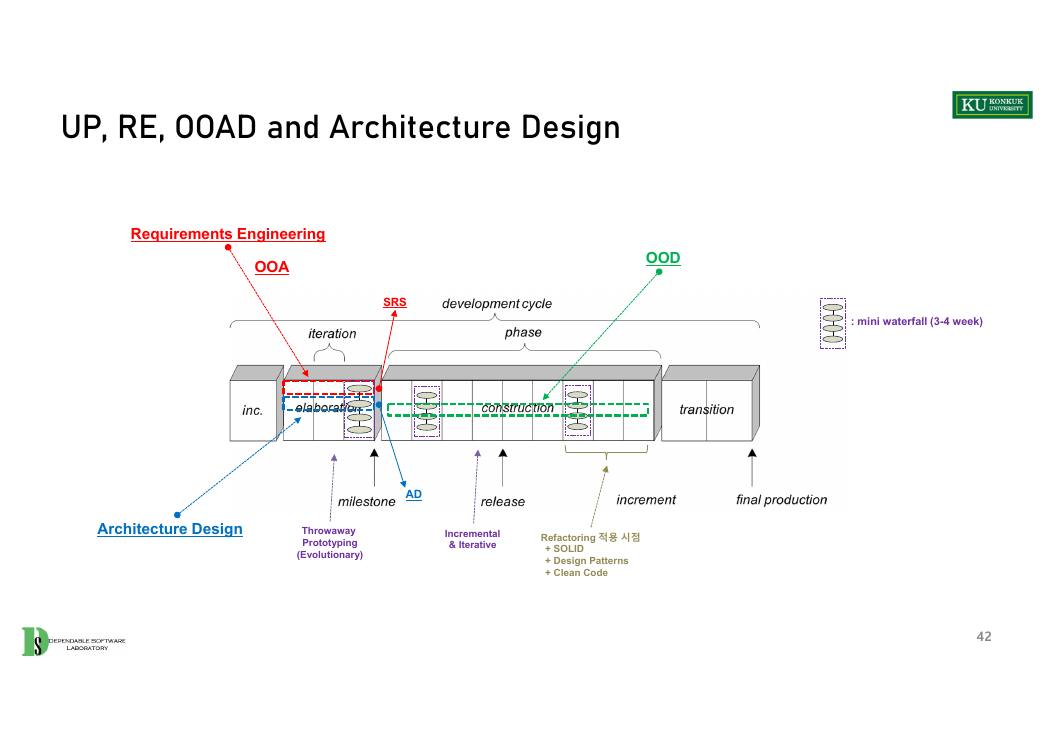 KU KONKUK
UNIVERSITY
UP, RE, OOAD and Architecture Design
Requirements Engineering
OOA
OOD
SRS
development cycle
: mini waterfall (3-4 week)
iteration
phase
inc.
elaboration
construction
transition
milestone
AD
release
increment
final production
Architecture Design
Throwaway
Prototyping
(Evolutionary)
Incremental
& Iterative
Refactoring 적용 시점
+ SOLID
+ Design Patterns
+ Clean Code
DEPENDABLE SOFTWARE
LABORATORY
42